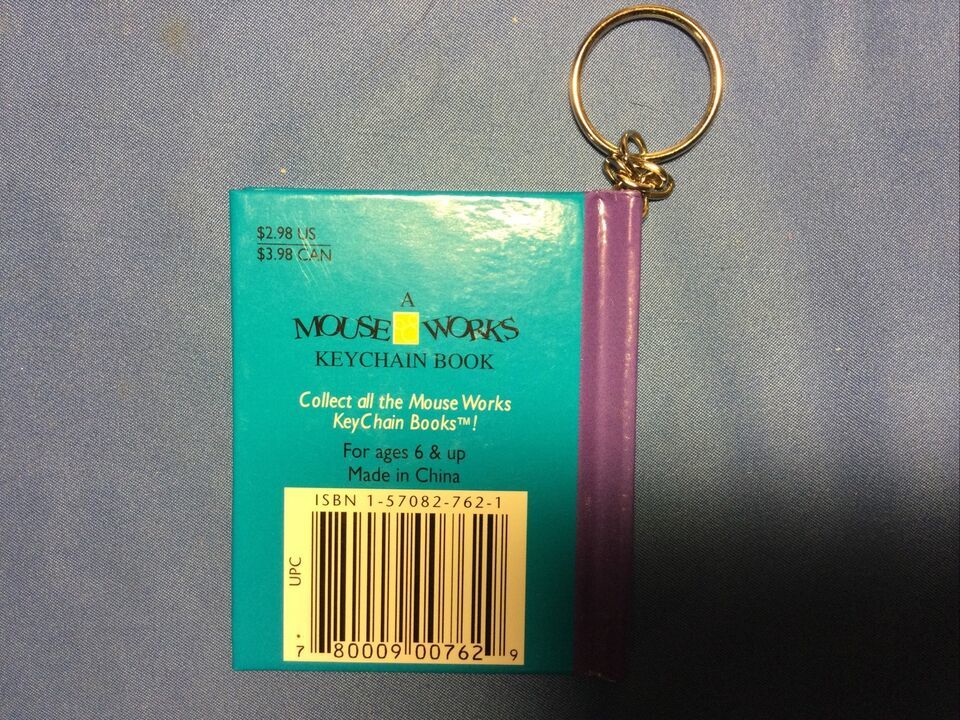 $2.98 US
$3.98 CAN
A
MOUSE WORKS
KEYCHAIN BOOK
Collect all the Mouse Works
KeyChain Books™!
For ages 6 & up
Made in China
ISBN 1-57082-762-1
UPC
7 80009 00762 9